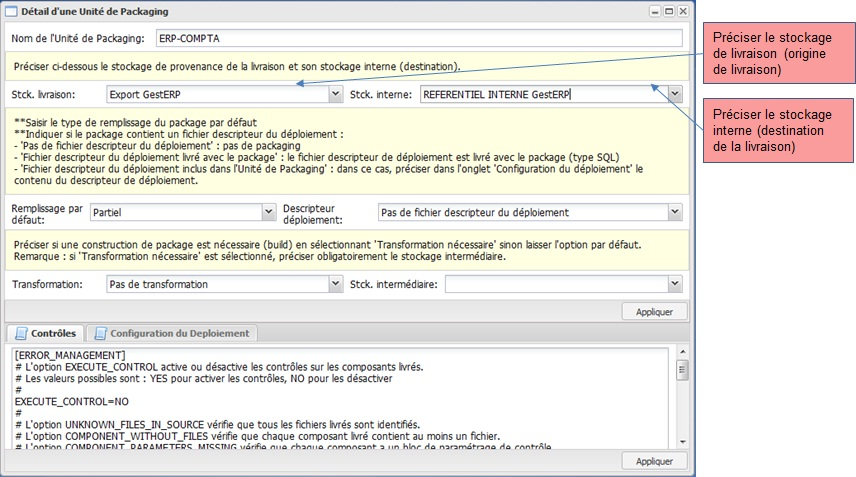 Détail d'une Unité de Packaging
Nom de l'Unité de Packaging: ERP-COMPTA
Préciser ci-dessous le stockage de provenance de la livraison et son stockage interne (destination).
Stck. livraison: Export GestERP Stck. interne: REFERENTIEL INTERNE GestERP
**Saisir le type de remplissage du package par défaut
**Indiquer si le package contient un fichier descripteur du déploiement :
- 'Pas de fichier descripteur du déploiement' : pas de packaging
- 'Fichier descripteur du déploiement livré avec le package' : le fichier descripteur de déploiement est livré avec le package (type SQL)
- 'Fichier descripteur du déploiement inclus dans l'Unité de Packaging' : dans ce cas, préciser dans l'onglet 'Configuration du déploiement' le
contenu du descripteur de déploiement.
Remplissage par défaut: Partiel Descripteur déploiement: Pas de fichier descripteur du déploiement
Préciser si une construction de package est nécessaire (build) en sélectionnant 'Transformation nécessaire' sinon laisser l'option par défaut.
Remarque : si 'Transformation nécessaire' est sélectionné, préciser obligatoirement le stockage intermédiaire.
Transformation: Pas de transformation Stck. intermédiaire:
Appliquer
Contrôles Configuration du Deploiement
[ERROR_MANAGEMENT]
# L'option EXECUTE_CONTROL active ou désactive les contrôles sur les composants livrés.
# Les valeurs possibles sont : YES pour activer les contrôles, NO pour les désactiver
#
EXECUTE_CONTROL=NO
#
# L'option UNKNOWN_FILES_IN_SOURCE vérifie que tous les fichiers livrés sont identifiés.
# L'option COMPONENT_WITHOUT_FILES vérifie que chaque composant livré contient au moins un fichier.
# L'option COMPONENT_PARAMETERS_MISSING vérifie que chaque composant a un bloc de paramétrage de contrôle
Appliquer
Préciser le stockage
de livraison (origine
de livraison)
Préciser le stockage
interne (destination
de la livraison)